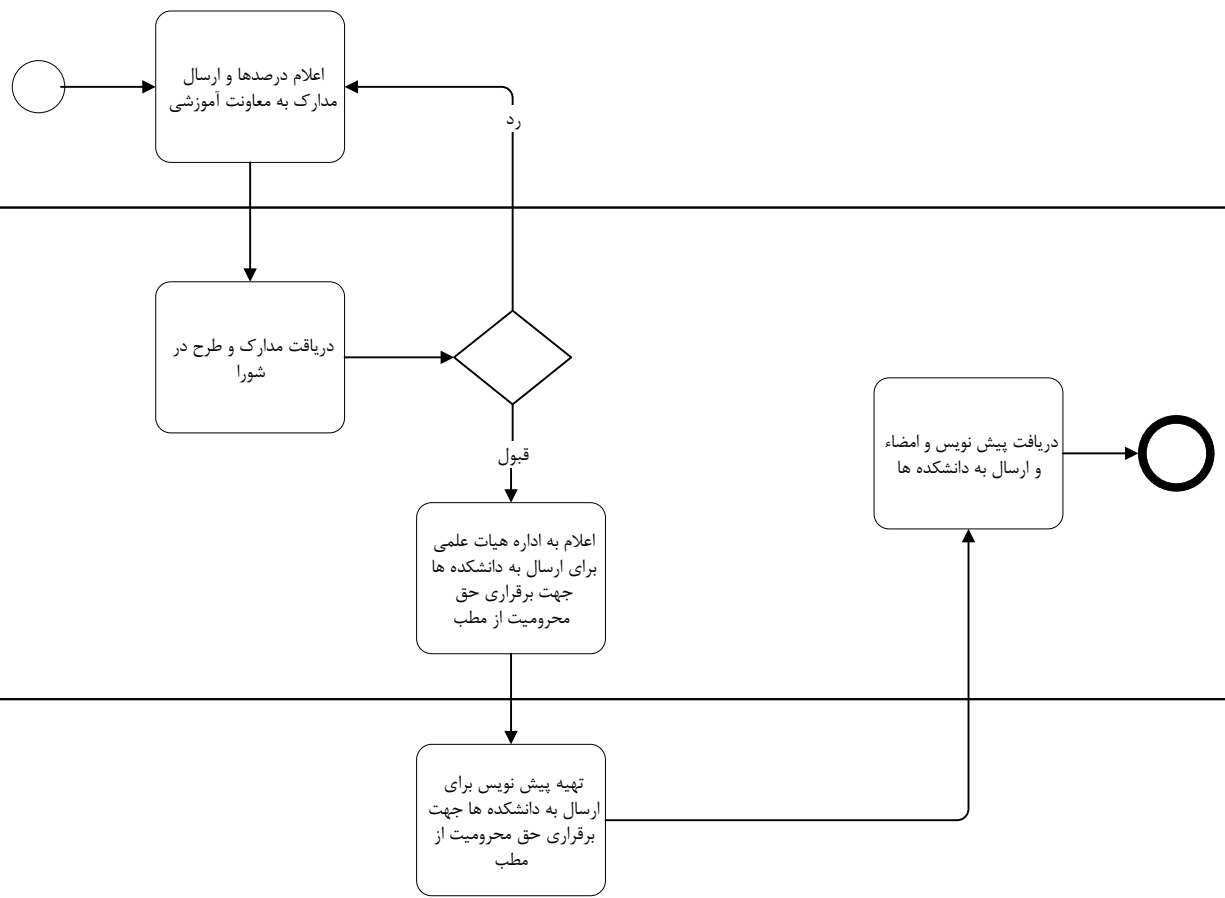 اعلام درصدها و ارسال
مدارک به معاونت آموزشی
رد
دریاقت مدارک و طرح در
شورا
قبول
اعلام به اداره هیات علمی
برای ارسال به دانشکده ها
جهت برقراری حق
محرومیت از مطب
تهیه پیش نویس برای
ارسال به دانشکده ها جهت
برقراری حق محرومیت از
مطب
دریافت پیش نویس و امضاء
و ارسال به دانشکده ها